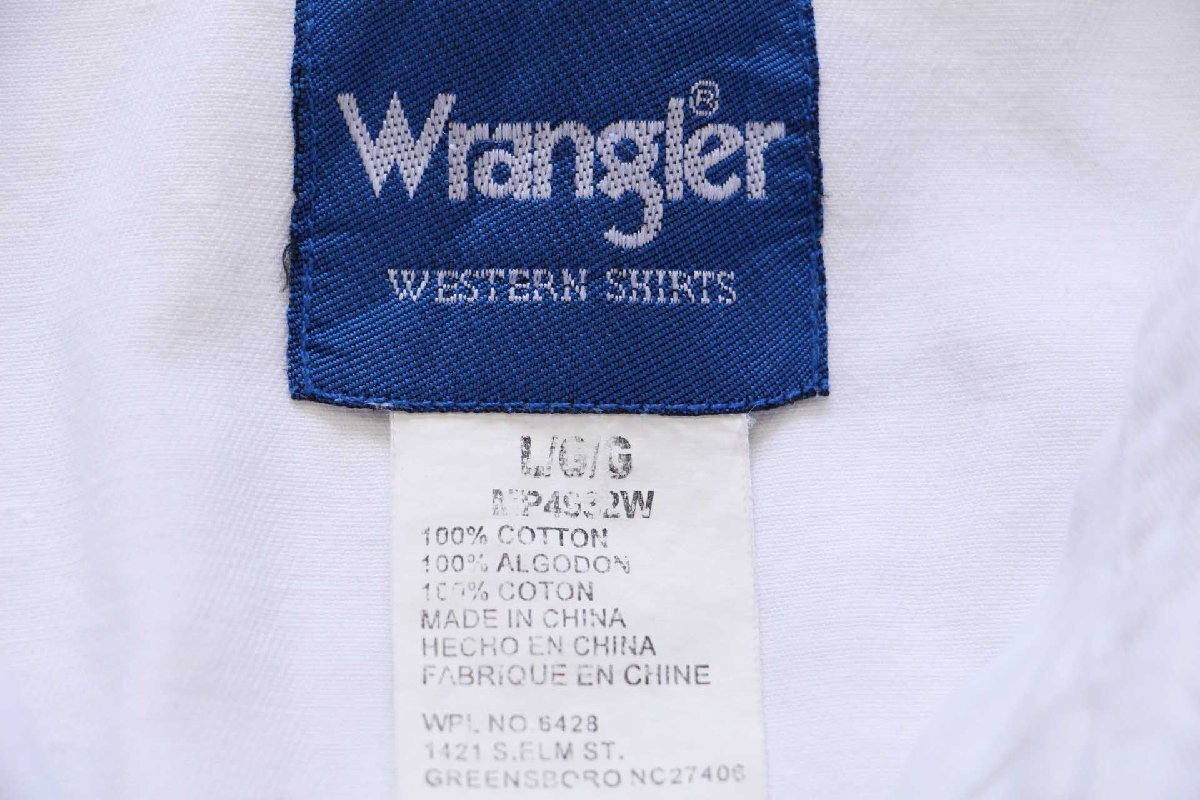 Wrangler®
WESTERN SHIRTS
L/G/G
100% COTTON
100% ALGODON
100% COTON
MADE IN CHINA
HECHO EN CHINA
FABRIQUE EN CHINE
WPL NO.6428
1421 S.ELM ST.
GREENSBORO NC27406